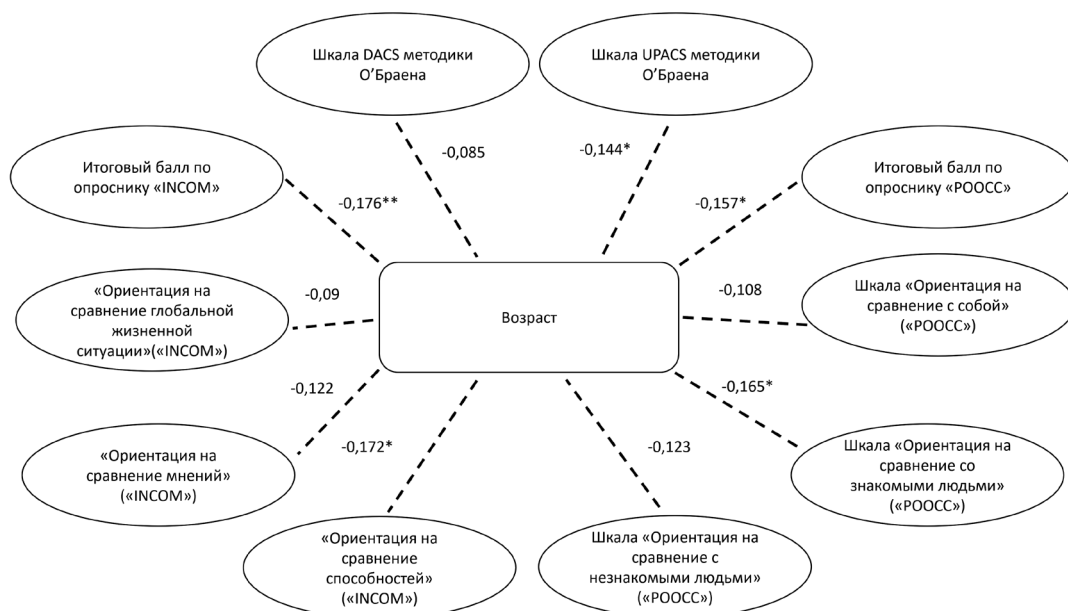 Шкала DACS методики
О’Браена
Шкала UPACS методики
О’Браена
-0,085
-0,144*
Итоговый балл по
опроснику «INCOM»
-0,176**
-0,157*
Итоговый балл по
опроснику «РООСС»
«Ориентация на
сравнение глобальной
жизненной
ситуации»(«INCOM»)
-0,09
Возраст
-0,108
Шкала «Ориентация на
сравнение с собой»
(«РООСС»)
-0,122
-0,165*
«Ориентация на
сравнение мнений»
(«INCOM»)
-0,172*
-0,123
Шкала «Ориентация на
сравнение со
знакомыми людьми»
(«РООСС»)
«Ориентация на
сравнение
способностей»
(«INCOM»)
Шкала «Ориентация на
сравнение с
незнакомыми людьми»
(«РООСС»)